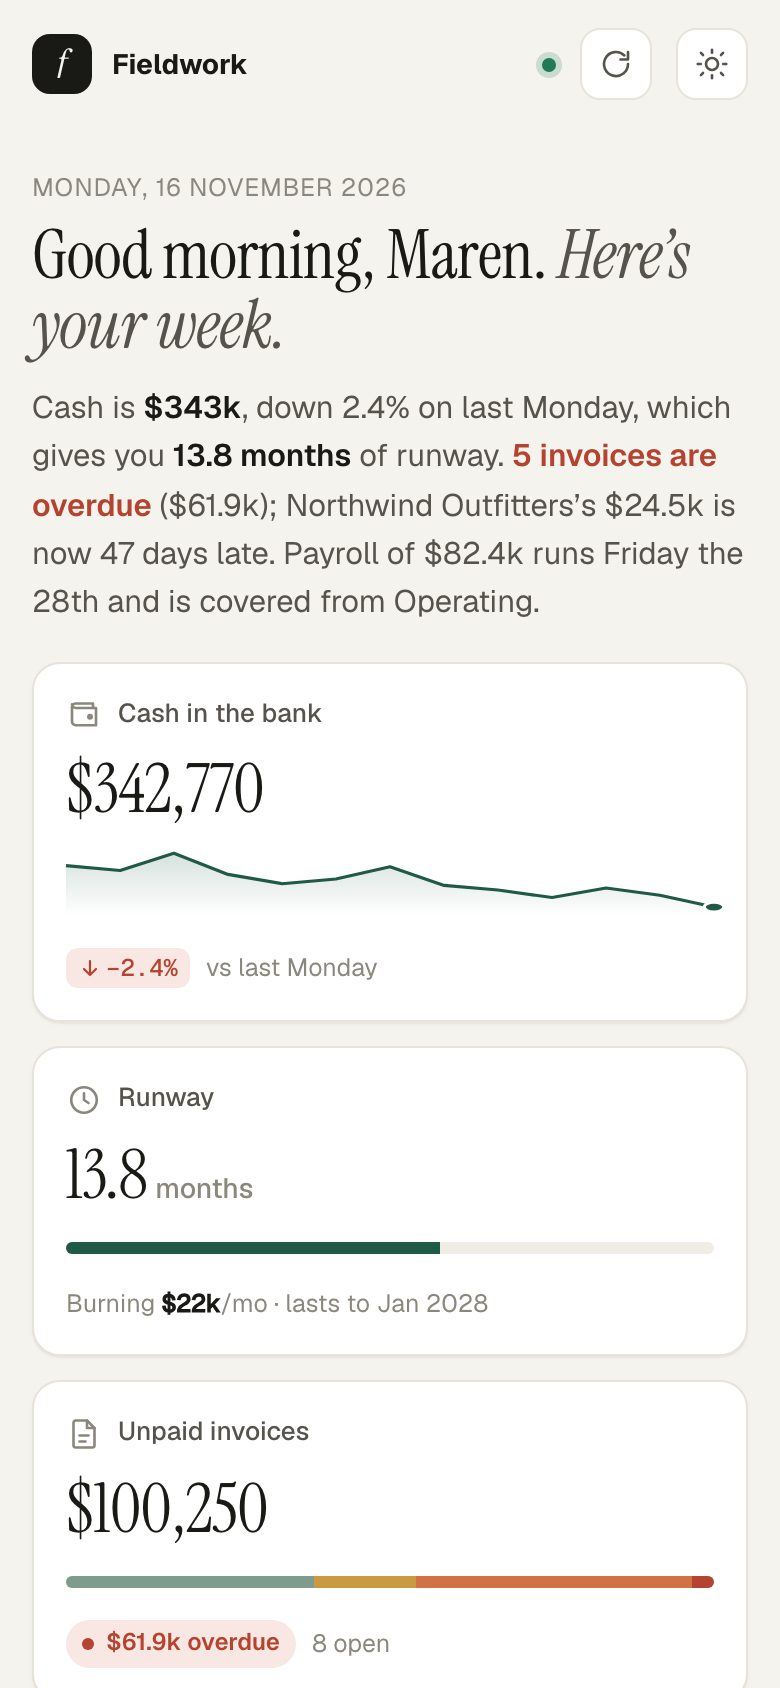 f Fieldwork
MONDAY, 16 NOVEMBER 2026
Good morning, Maren. Here’s
your week.
Cash is $343k, down 2.4% on last Monday, which
gives you 13.8 months of runway. 5 invoices are
overdue ($61.9k); Northwind Outfitters’s $24.5k is
now 47 days late. Payroll of $82.4k runs Friday the
28th and is covered from Operating.
Cash in the bank
$342,770
↓ −2.4% vs last Monday
Runway
13.8 months
Burning $22k/mo · lasts to Jan 2028
Unpaid invoices
$100,250
$61.9k overdue 8 open